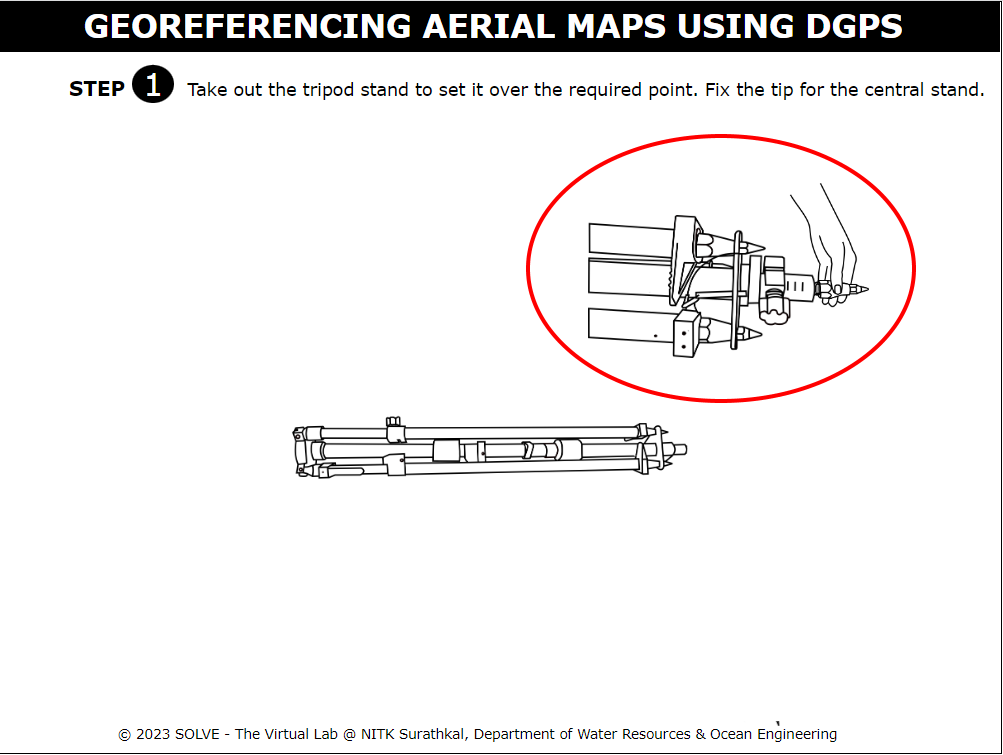 GEOREFERENCING AERIAL MAPS USING DGPS
STEP 1 Take out the tripod stand to set it over the required point. Fix the tip for the central stand.
© 2023 SOLVE - The Virtual Lab @ NITK Surathkal, Department of Water Resources & Ocean Engineering